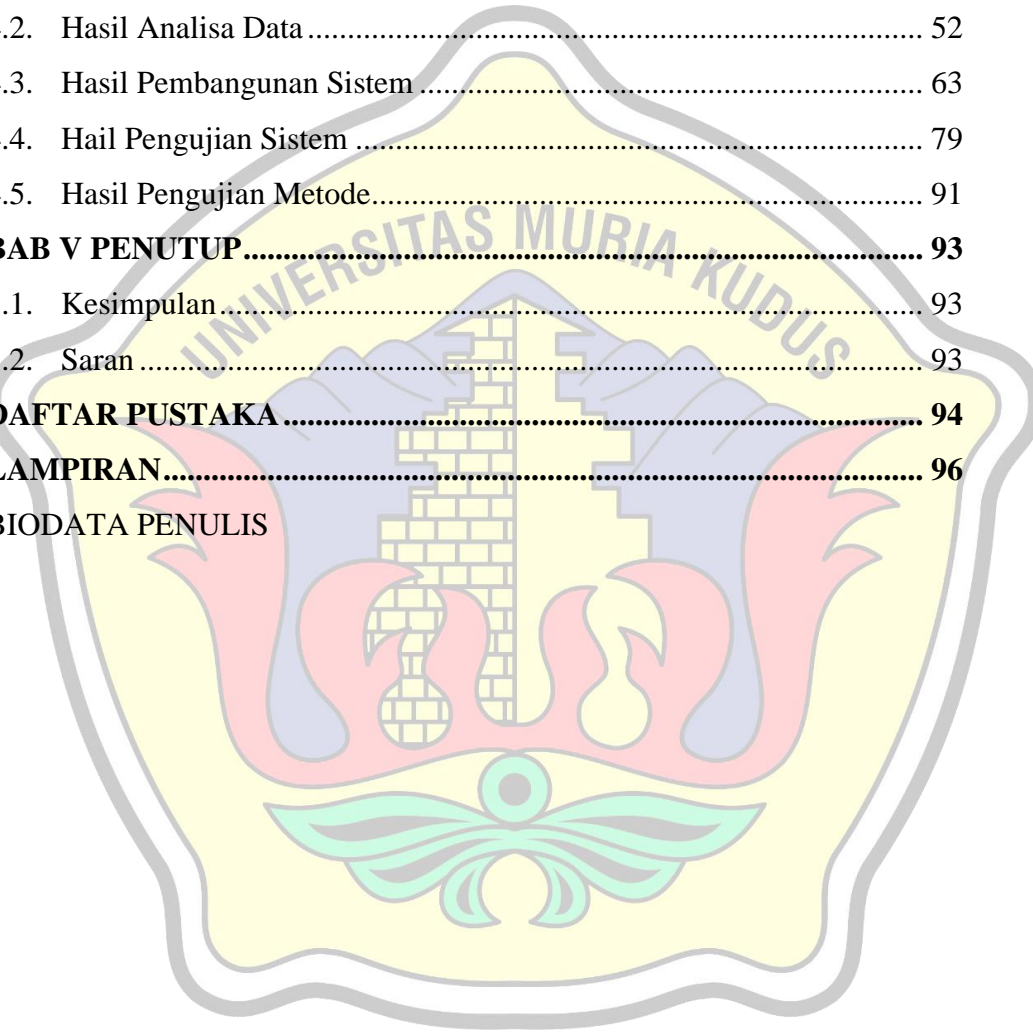 .2. Hasil Analisa Data ........................................................................... 52
.3. Hasil Pembangunan Sistem ............................................................. 63
.4. Hail Pengujian Sistem ..................................................................... 79
.5. Hasil Pengujian Metode................................................................... 91
BAB V PENUTUP................................................................................... 93
.1. Kesimpulan...................................................................................... 93
.2. Saran ............................................................................................... 93
DAFTAR PUSTAKA .............................................................................. 94
LAMPIRAN............................................................................................. 96
BIODATA PENULIS
UNIVERSITAS MURIA KUDUS